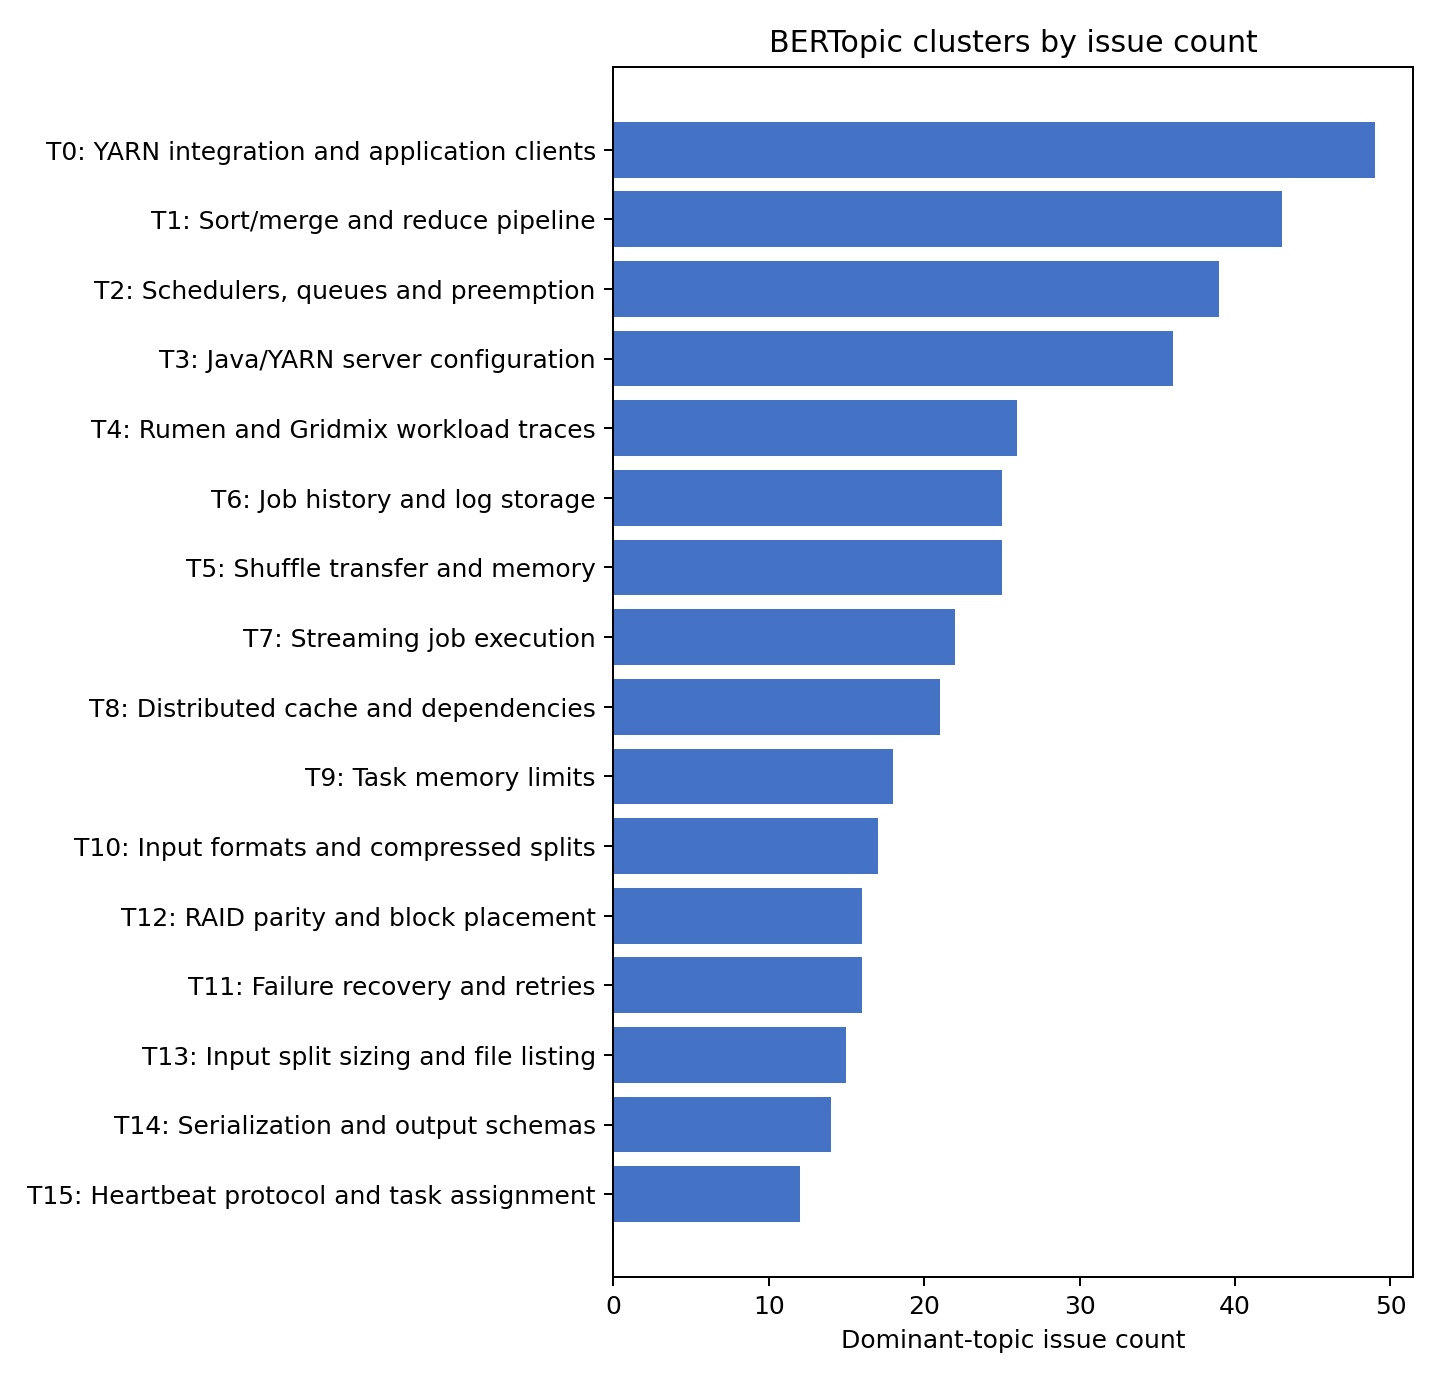 BERTopic clusters by issue count
T0: YARN integration and application clients
T1: Sort/merge and reduce pipeline
T2: Schedulers, queues and preemption
T3: Java/YARN server configuration
T4: Rumen and Gridmix workload traces
T6: Job history and log storage
T5: Shuffle transfer and memory
T7: Streaming job execution
T8: Distributed cache and dependencies
T9: Task memory limits
T10: Input formats and compressed splits
T12: RAID parity and block placement
T11: Failure recovery and retries
T13: Input split sizing and file listing
T14: Serialization and output schemas
T15: Heartbeat protocol and task assignment
0 10 20 30 40 50
Dominant-topic issue count